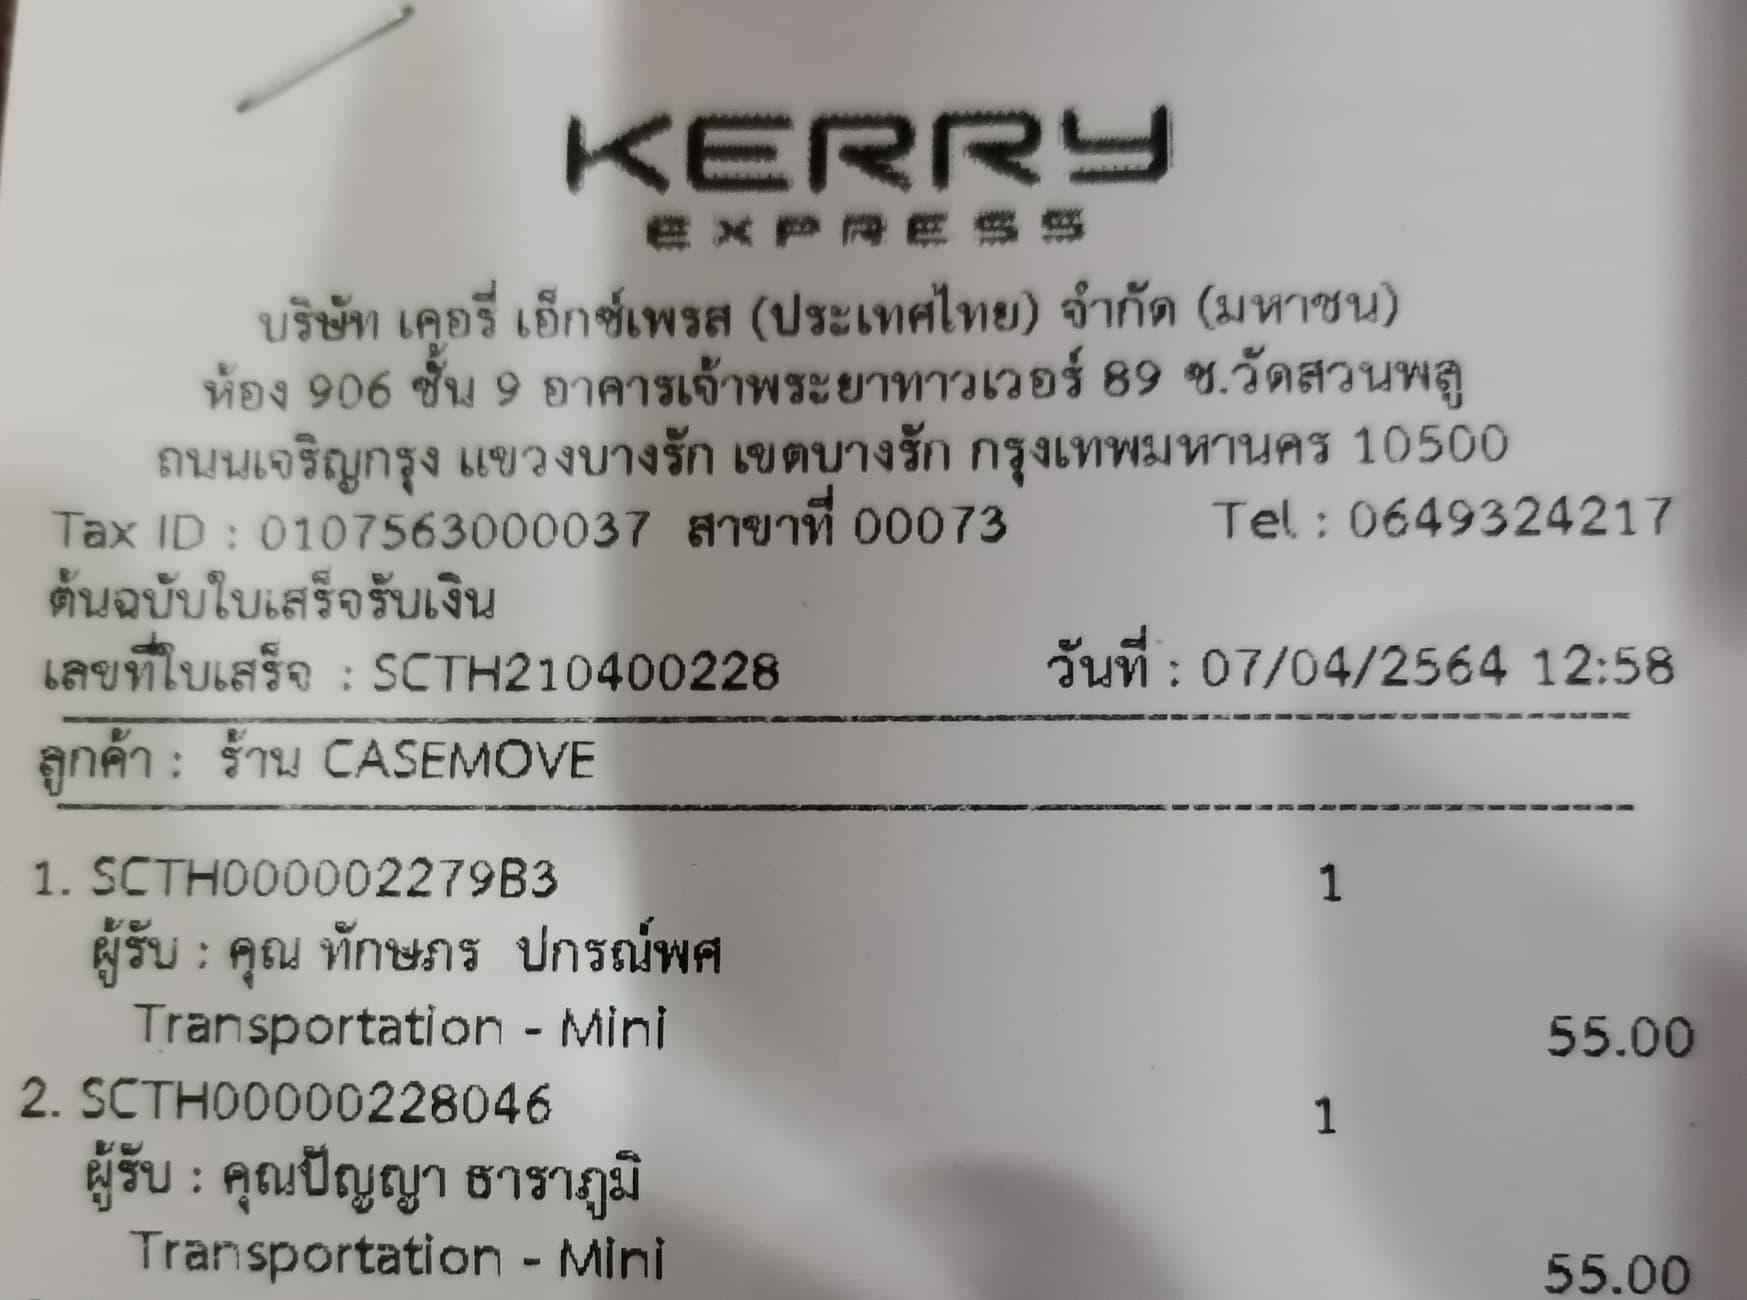 KERRY
EXPRESS
บริษัท เคอรี่ เอ็กซ์เพรส (ประเทศไทย) จำกัด (มหาชน)
ห้อง 906 ชั้น 9 อาคารเจ้าพระยาทาวเวอร์ 89 ซ.วัดสวนพลู
ถนนเจริญกรุง แขวงบางรัก เขตบางรัก กรุงเทพมหานคร 10500
Tax ID : 0107563000037 สาขาที่ 00073 Tel : 0649324217
ต้นฉบับใบเสร็จรับเงิน
เลขที่ใบเสร็จ : SCTH210400228 วันที่ : 07/04/2564 12:58
ลูกค้า : ร้าน CASEMOVE
1. SCTH000002279B3 1
ผู้รับ : คุณ ทักษภร ปกรณ์พศ
Transportation - Mini 55.00
2. SCTH00000228046 1
ผู้รับ : คุณปัญญา ธาราภูมิ
Transportation - Mini 55.00